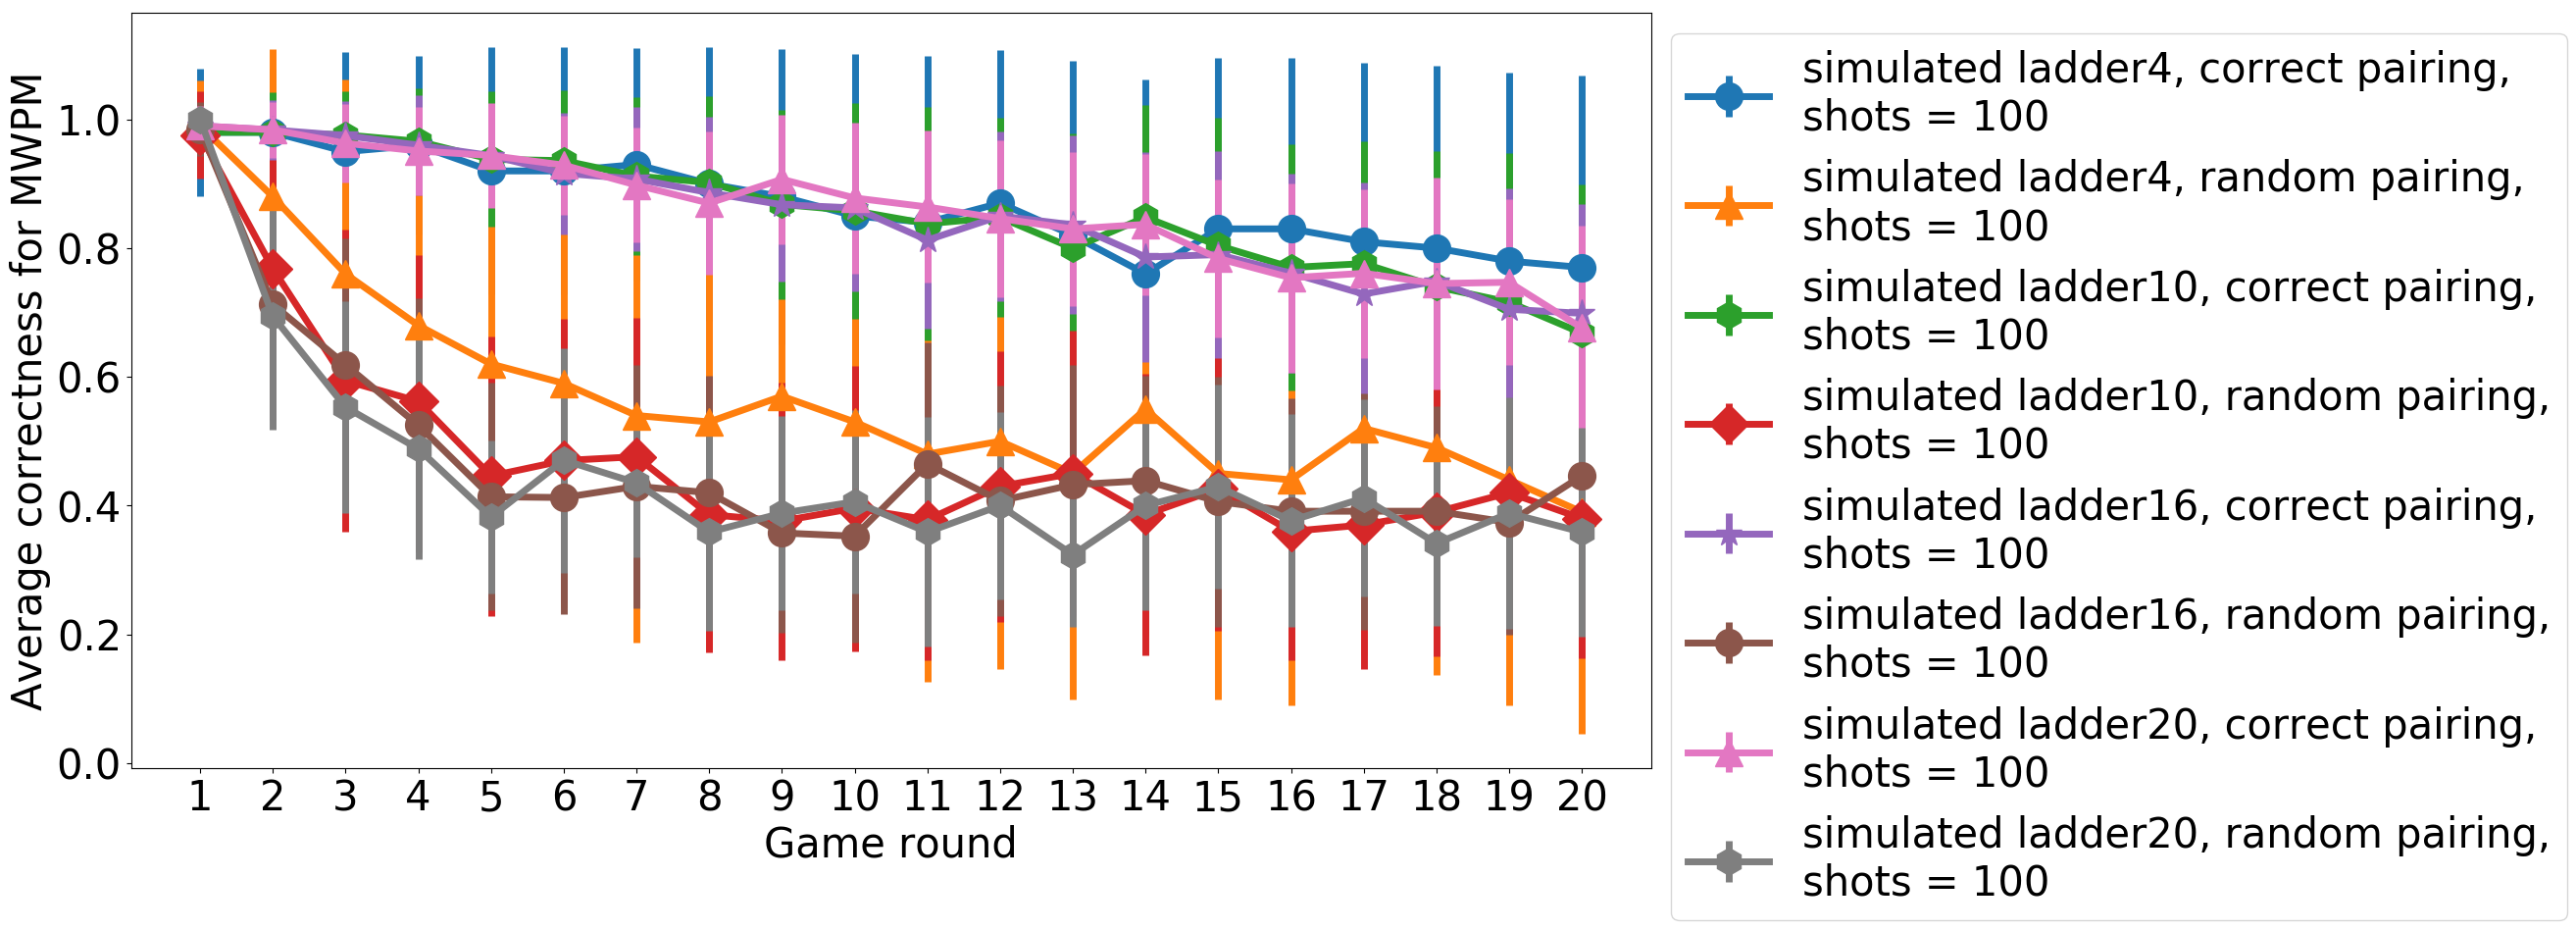 Average correctness for MWPM
1.0
0.8
0.6
0.4
0.2
0.0
1 2 3 4 5 6 7 8 9 10 11 12 13 14 15 16 17 18 19 20
Game round
simulated ladder4, correct pairing,
shots = 100
simulated ladder4, random pairing,
shots = 100
simulated ladder10, correct pairing,
shots = 100
simulated ladder10, random pairing,
shots = 100
simulated ladder16, correct pairing,
shots = 100
simulated ladder16, random pairing,
shots = 100
simulated ladder20, correct pairing,
shots = 100
simulated ladder20, random pairing,
shots = 100